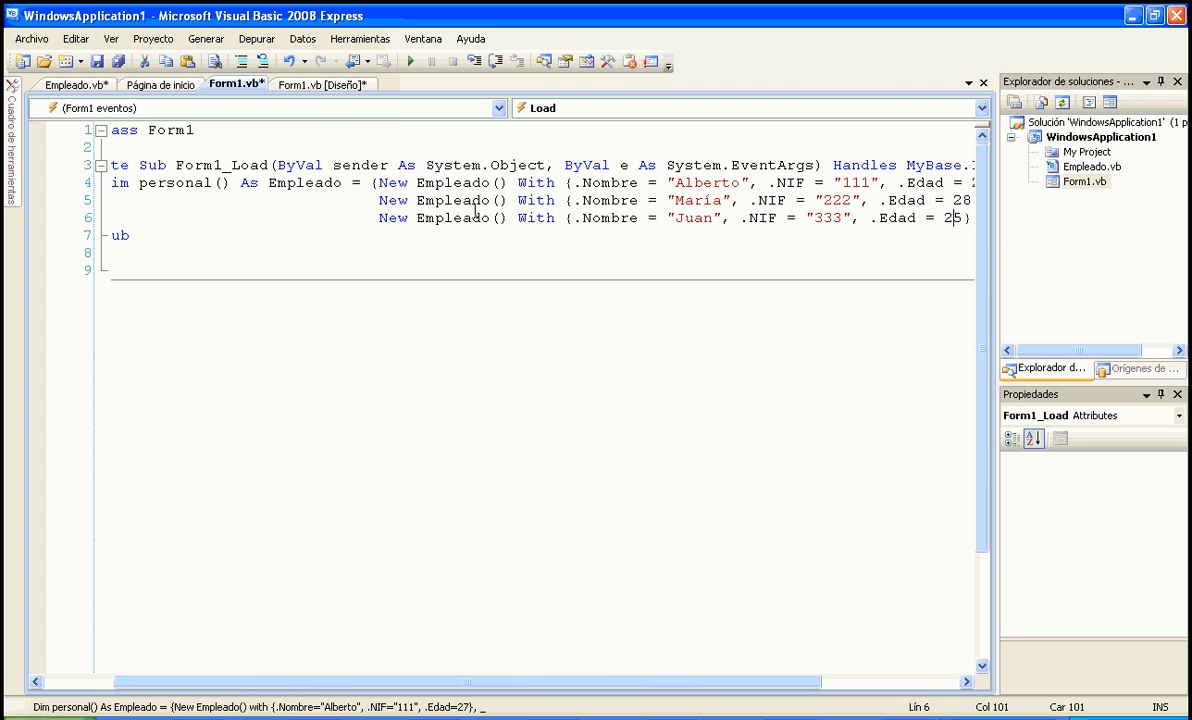 WindowsApplication1 - Microsoft Visual Basic 2008 Express
Archivo Editar Ver Proyecto Generar Depurar Datos Herramientas Ventana Ayuda
Empleado.vb* Página de inicio Form1.vb* Form1.vb [Diseño]*
(Form1 eventos) Load
Cuadro de herramientas
1 ass Form1
2
3 te Sub Form1_Load(ByVal sender As System.Object, ByVal e As System.EventArgs) Handles MyBase.
4 im personal() As Empleado = {New Empleado() With {.Nombre = "Alberto", .NIF = "111", .Edad = 2
5 New Empleado() With {.Nombre = "María", .NIF = "222", .Edad = 28
6 New Empleado() With {.Nombre = "Juan", .NIF = "333", .Edad = 25}
7 ub
8
9
Explorador de soluciones - ...
Solución 'WindowsApplication1' (1 p
WindowsApplication1
My Project
Empleado.vb
Form1.vb
Explorador d... Orígenes de ...
Propiedades
Form1_Load Attributes
Dim personal() As Empleado = {New Empleado() with {.Nombre="Alberto", .NIF="111", .Edad=27}, _
Lín 6 Col 101 Car 101 INS